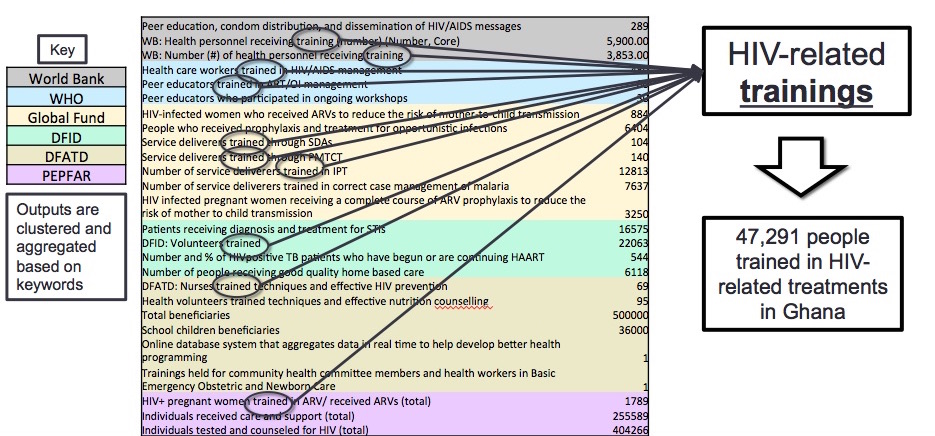 Key
World Bank
WHO
Global Fund
DFID
DFATD
PEPFAR
Outputs are
clustered and
aggregated
based on
keywords
Peer education, condom distribution, and dissemination of HIV/AIDS messages 289
WB: Health personnel receiving training (number) (Number, Core) 5,900.00
WB: Number (#) of health personnel receiving training 3,853.00
Health care workers trained in HIV/AIDS management
Peer educators trained in ART/OI management
Peer educators who participated in ongoing workshops
HIV-infected women who received ARVs to reduce the risk of mother-to-child transmission 884
People who received prophylaxis and treatment for opportunistic infections 6404
Service deliverers trained through SDAs 104
Service deliverers trained through PMTCT 140
Number of service deliverers trained in IPT 12813
Number of service deliverers trained in correct case management of malaria 7637
HIV infected pregnant women receiving a complete course of ARV prophylaxis to reduce the
risk of mother to child transmission 3250
Patients receiving diagnosis and treatment for STIs 16575
DFID: Volunteers trained 22063
Number and % of HIVpositive TB patients who have begun or are continuing HAART 544
Number of people receiving good quality home based care 6118
DFATD: Nurses trained techniques and effective HIV prevention 69
Health volunteers trained techniques and effective nutrition counselling 95
Total beneficiaries 500000
School children beneficiaries 36000
Online database system that aggregates data in real time to help develop better health
programming 1
Trainings held for community health committee members and health workers in Basic
Emergency Obstetric and Newborn Care 1
HIV+ pregnant women trained in ARV/ received ARVs (total) 1789
Individuals received care and support (total) 255589
Individuals tested and counseled for HIV (total) 404266
HIV-related
trainings
47,291 people
trained in HIV-
related treatments
in Ghana